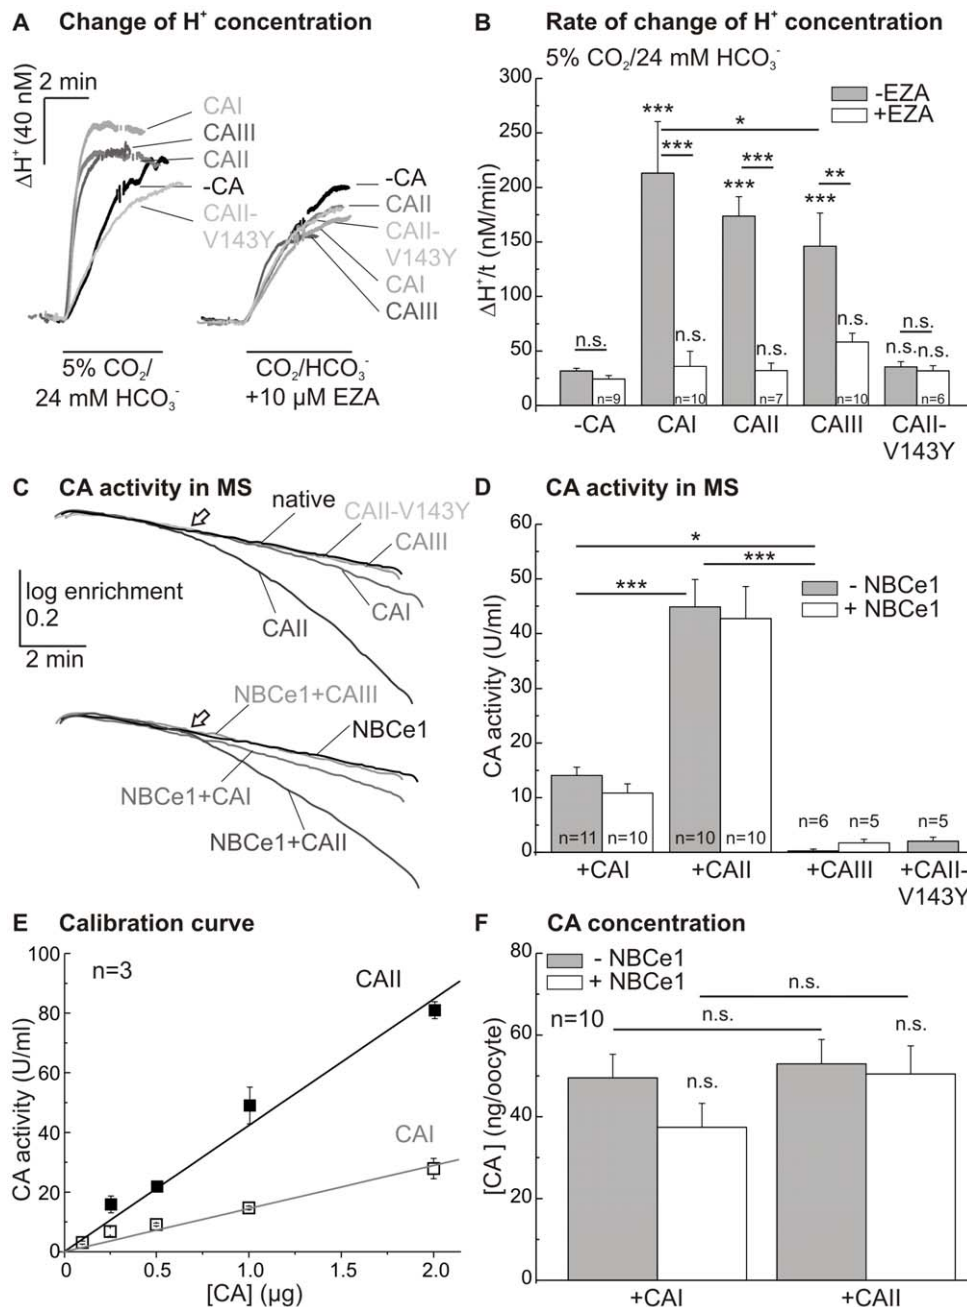 A Change of H⁺ concentration
2 min
ΔH⁺ (40 nM)
CAI
CAIII
CAII
-CA
CAII-
V143Y
-CA
CAII
CAII-
V143Y
CAI
CAIII
5% CO₂/
24 mM HCO₃⁻
CO₂/HCO₃⁻
+10 µM EZA
B Rate of change of H⁺ concentration
5% CO₂/24 mM HCO₃⁻
-EZA
+EZA
ΔH⁺/t (nM/min)
300
250
200
150
100
50
0
n.s.
***
***
n.s.
*
***
***
n.s.
**
***
n.s.
n.s.
n.s.
n.s.
n=9
n=10
n=7
n=10
n=6
-CA
CAI
CAII
CAIII
CAII-
V143Y
C CA activity in MS
native
CAII-V143Y
CAIII
CAI
CAII
log enrichment
0.2
2 min
NBCe1+CAIII
NBCe1
NBCe1+CAI
NBCe1+CAII
D CA activity in MS
- NBCe1
+ NBCe1
CA activity (U/ml)
60
50
40
30
20
10
0
*
***
***
n=11
n=10
n=10
n=10
n=6
n=5
n=5
+CAI
+CAII
+CAIII
+CAII-
V143Y
E Calibration curve
n=3
CAII
CAI
CA activity (U/ml)
100
80
60
40
20
0
0
0.5
1.0
1.5
2.0
[CA] (µg)
F CA concentration
- NBCe1
+ NBCe1
n=10
[CA ] (ng/oocyte)
80
60
40
20
0
n.s.
n.s.
n.s.
n.s.
+CAI
+CAII